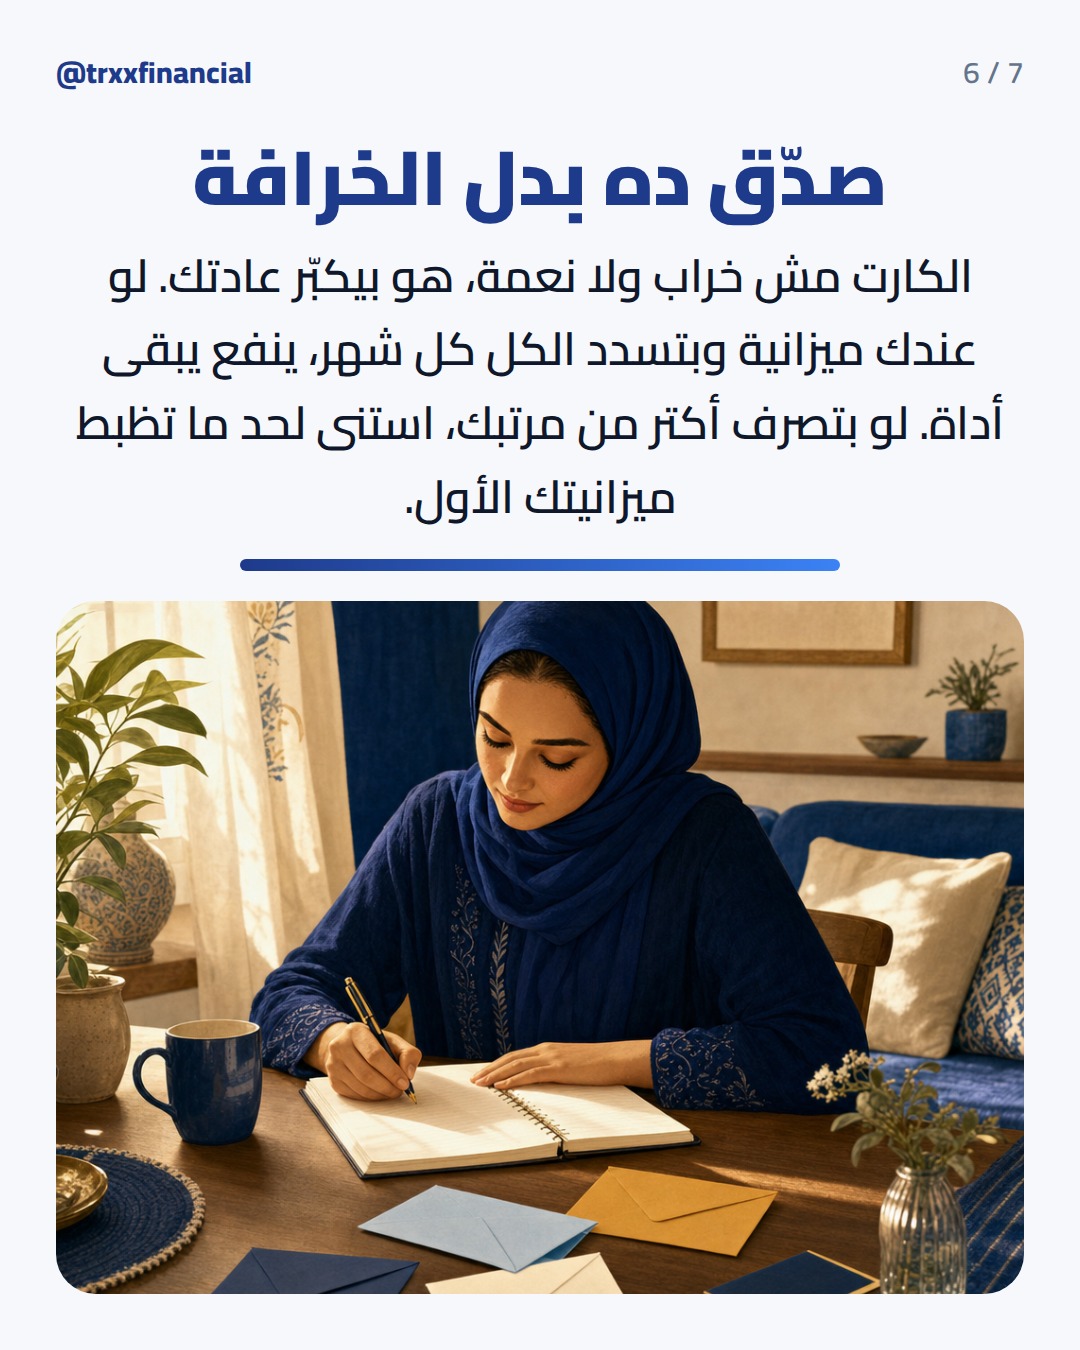 @trxxfinancial
6 / 7
صدّق ده بدل الخرافة
الكارت مش خراب ولا نعمة، هو بيكبّر عادتك. لو
عندك ميزانية وبتسدد الكل كل شهر، ينفع يبقى
أداة. لو بتصرف أكتر من مرتبك، استنى لحد ما تظبط
ميزانيتك الأول.